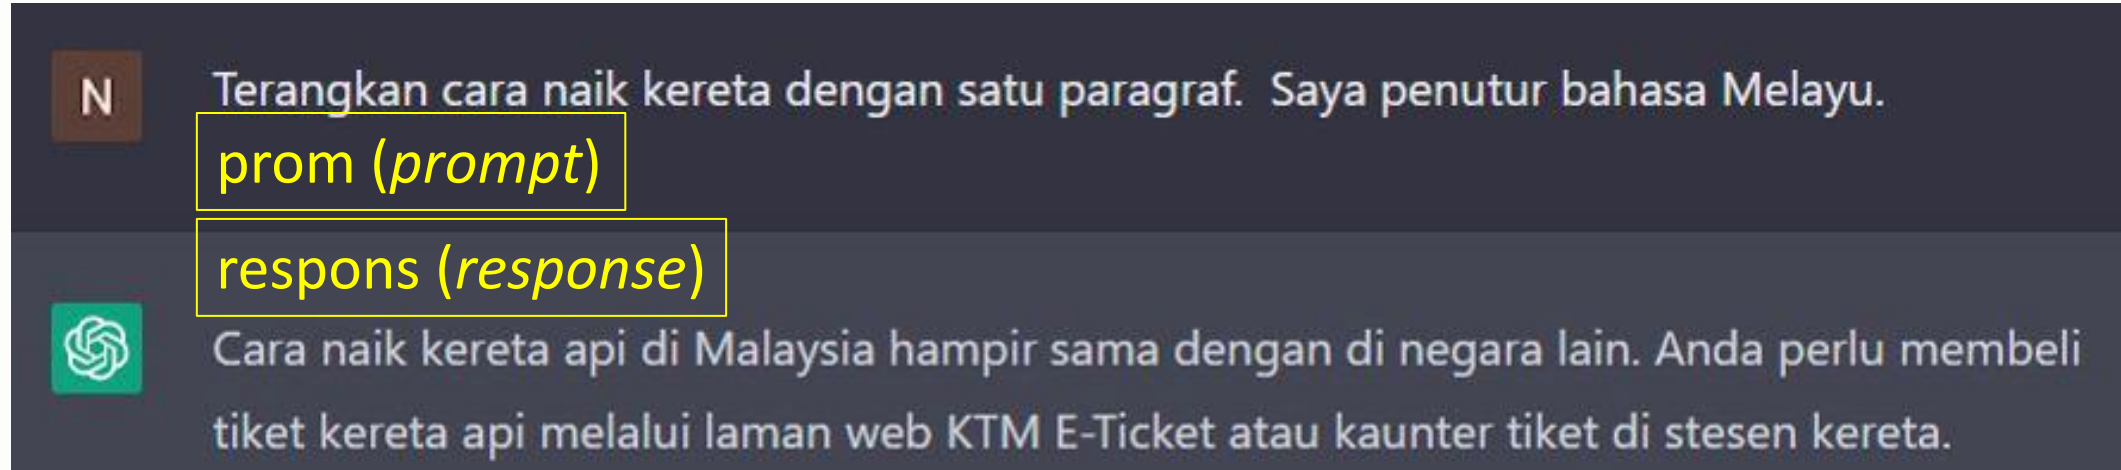 N
Terangkan cara naik kereta dengan satu paragraf. Saya penutur bahasa Melayu.
prom (prompt)
respons (response)
Cara naik kereta api di Malaysia hampir sama dengan di negara lain. Anda perlu membeli
tiket kereta api melalui laman web KTM E-Ticket atau kaunter tiket di stesen kereta.